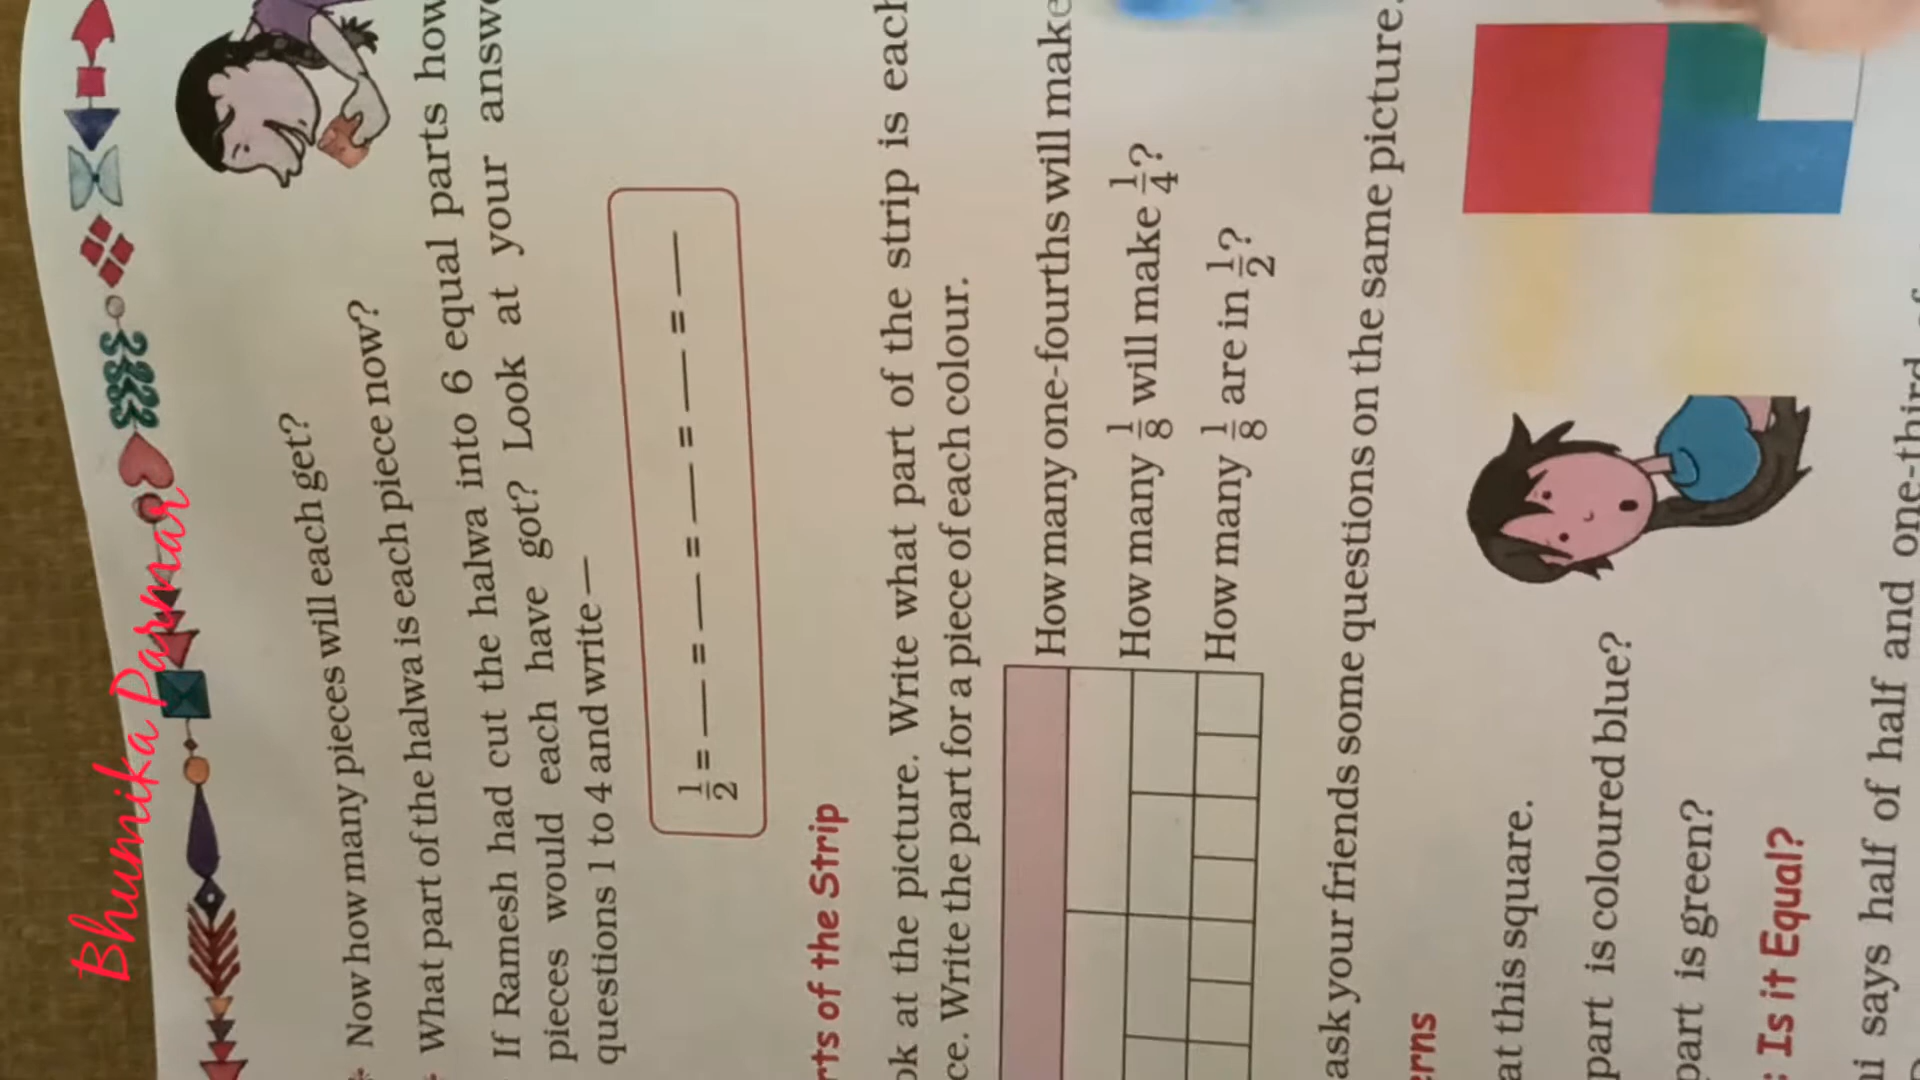 Bhumika Parmar
Now how many pieces will each get?
What part of the halwa is each piece now?
If Ramesh had cut the halwa into 6 equal parts how
pieces would each have got? Look at your
questions 1 to 4 and write —
1/2 = __ = __ = __ = __ = __
of the Strip
at the picture. Write what part of the strip is each
Write the part for a piece of each colour.
How many one-fourths will make
How many 1/8 will make 1/4?
How many 1/8 are in 1/2?
ask your friends some questions on the same picture.
at this square.
part is coloured blue?
part is green?
: Is it Equal?
says half of half and one-third